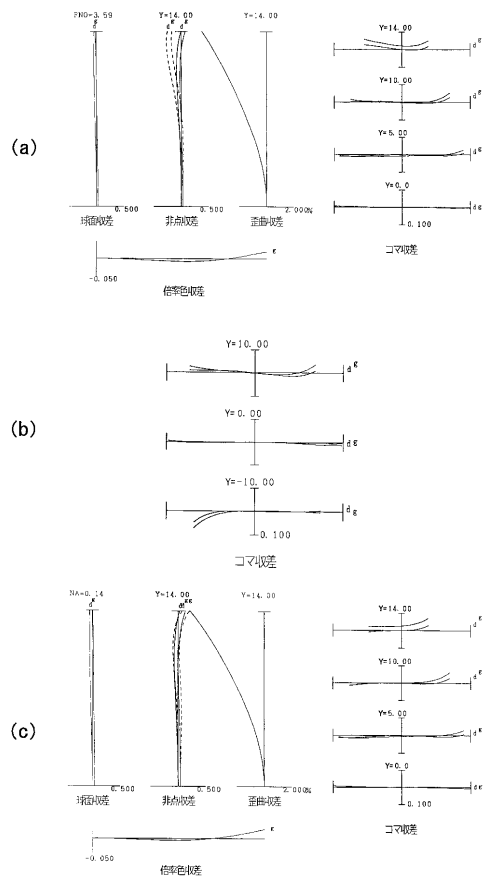 (a)
FNO=3.59
d g
0.500
球面収差
Y=14.00
d g d g
0.500
非点収差
Y=14.00
2.000%
歪曲収差
g
-0.050
倍率色収差
Y=14.00
d g
Y=10.00
d g
Y=5.00
d g
Y=0.0
d g
0.100
コマ収差
(b)
Y=10.00
d g
Y=0.00
d g
Y=-10.00
d g
0.100
コマ収差
(c)
NA=0.14
d g
0.500
球面収差
Y=14.00
d d g g
0.500
非点収差
Y=14.00
2.000%
歪曲収差
g
-0.050
倍率色収差
Y=14.00
d g
Y=10.00
d g
Y=5.00
d g
Y=0.0
d g
0.100
コマ収差